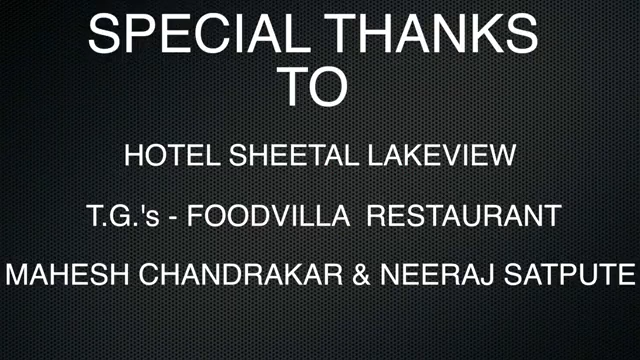 SPECIAL THANKS
TO
HOTEL SHEETAL LAKEVIEW
T.G.'s - FOODVILLA RESTAURANT
MAHESH CHANDRAKAR & NEERAJ SATPUTE